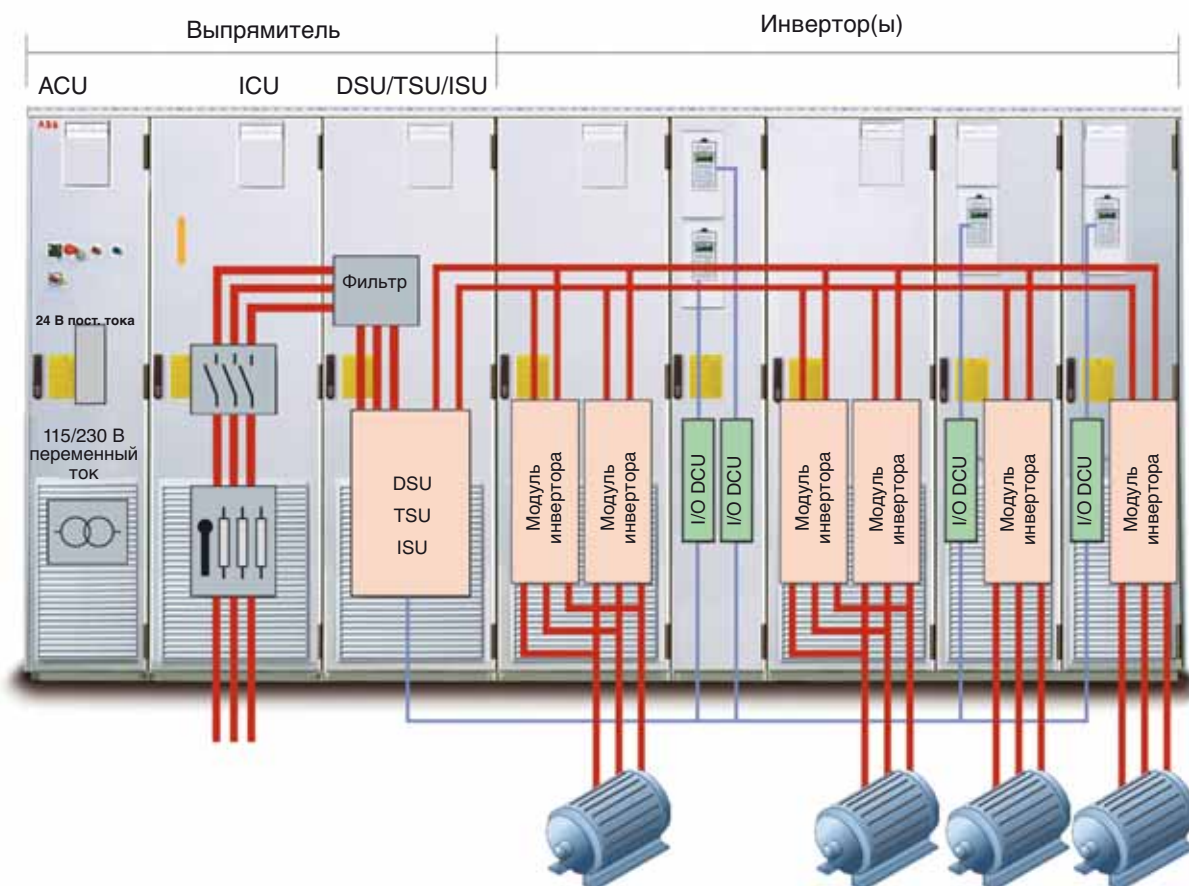 Выпрямитель
Инвертор(ы)
ACU
ICU
DSU/TSU/ISU
ABB
Фильтр
24 В пост. тока
115/230 В
переменный
ток
DSU
TSU
ISU
Модуль
инвертора
Модуль
инвертора
I/O DCU
I/O DCU
Модуль
инвертора
Модуль
инвертора
I/O DCU
Модуль
инвертора
I/O DCU
Модуль
инвертора